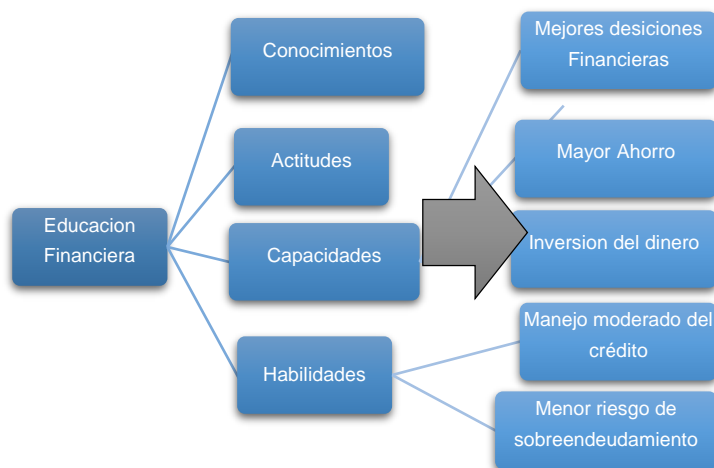 Educacion
Financiera
Conocimientos
Actitudes
Capacidades
Habilidades
Mejores desiciones
Financieras
Mayor Ahorro
Inversion del dinero
Manejo moderado del
crédito
Menor riesgo de
sobreendeudamiento